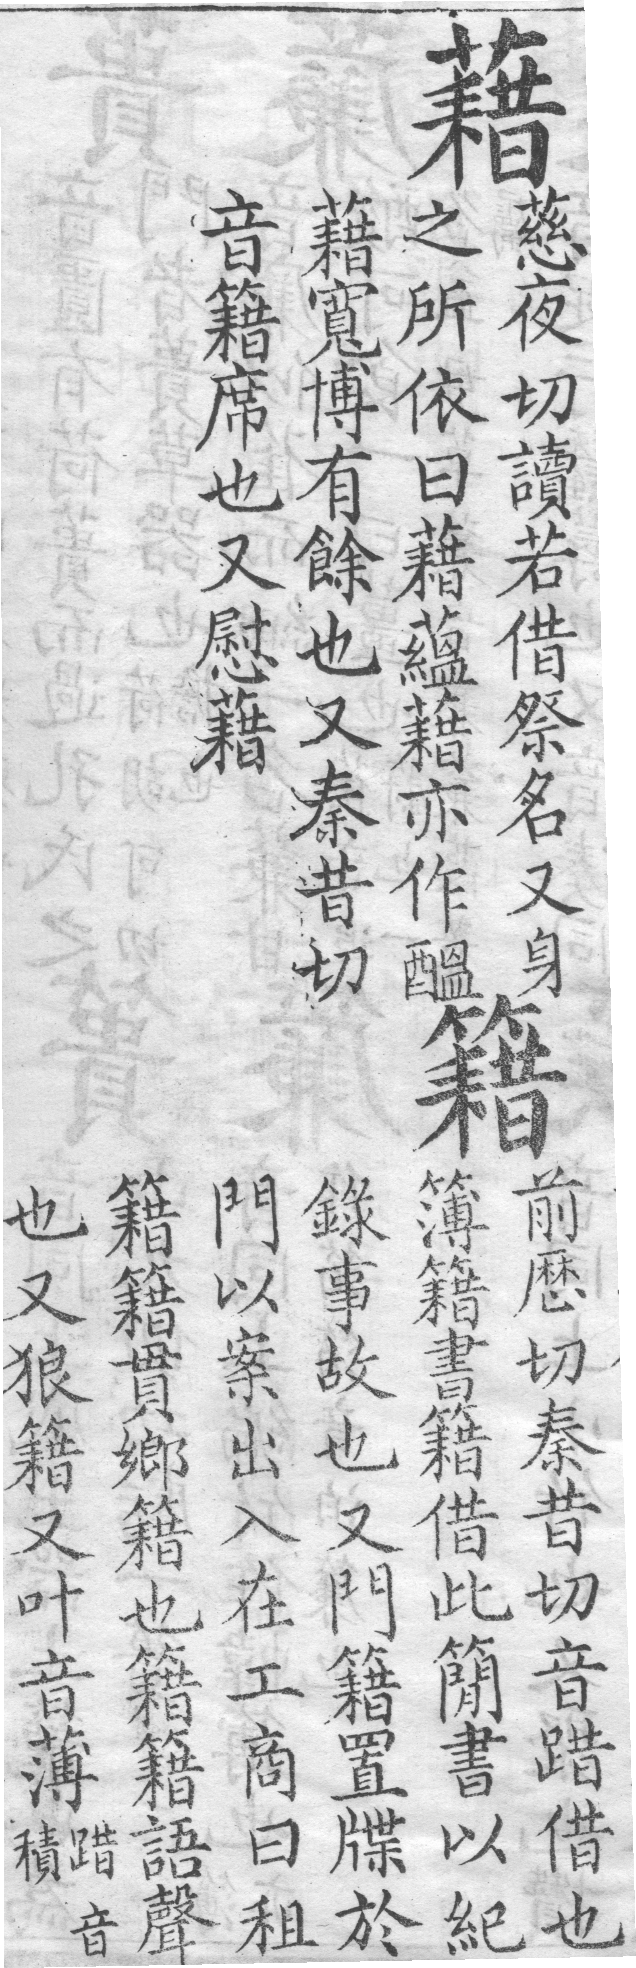 藉
慈夜切讀若借祭名又身
之所依曰藉蘊藉亦作醞
藉寬博有餘也又秦昔切
音籍席也又慰藉
籍
前厯切秦昔切音踖借也
簿籍書籍借此簡書以紀
錄事故也又門籍置牒於
門以案出入在工商曰租
籍籍貫鄉籍也籍籍語聲
也又狼籍又叶音薄踖音
積